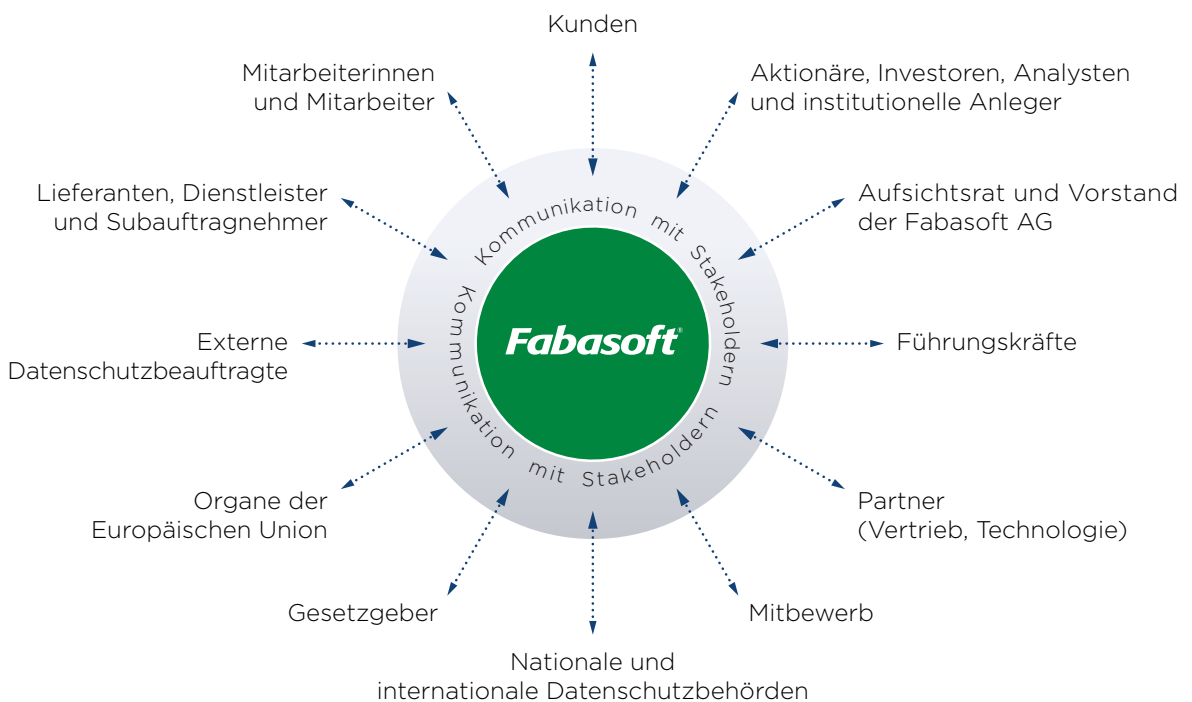 Kunden
Mitarbeiterinnen
und Mitarbeiter
Aktionäre, Investoren, Analysten
und institutionelle Anleger
Lieferanten, Dienstleister
und Subauftragnehmer
Aufsichtsrat und Vorstand
der Fabasoft AG
Kommunikation mit Stakeholdern
Fabasoft®
Kommunikation mit Stakeholdern
Externe
Datenschutzbeauftragte
Führungskräfte
Organe der
Europäischen Union
Partner
(Vertrieb, Technologie)
Gesetzgeber
Mitbewerb
Nationale und
internationale Datenschutzbehörden